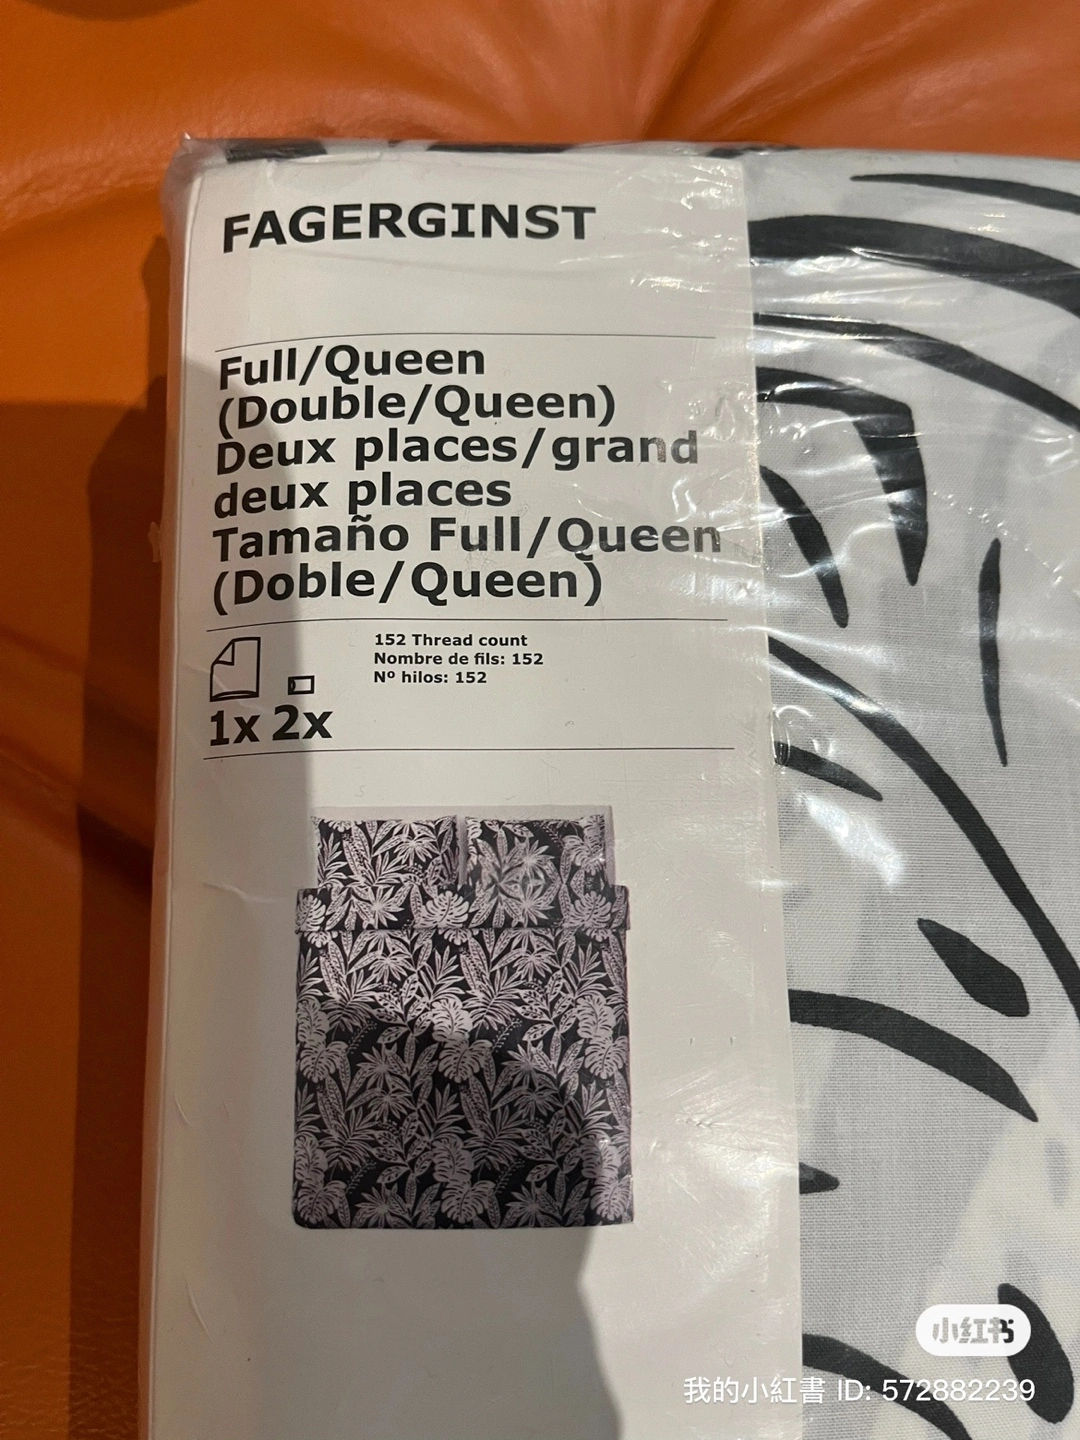 FAGERGINST
Full/Queen
(Double/Queen)
Deux places/grand
deux places
Tamaño Full/Queen
(Doble/Queen)
152 Thread count
Nombre de fils: 152
Nº hilos: 152
1x 2x
小红书
我的小紅書 ID: 572882239